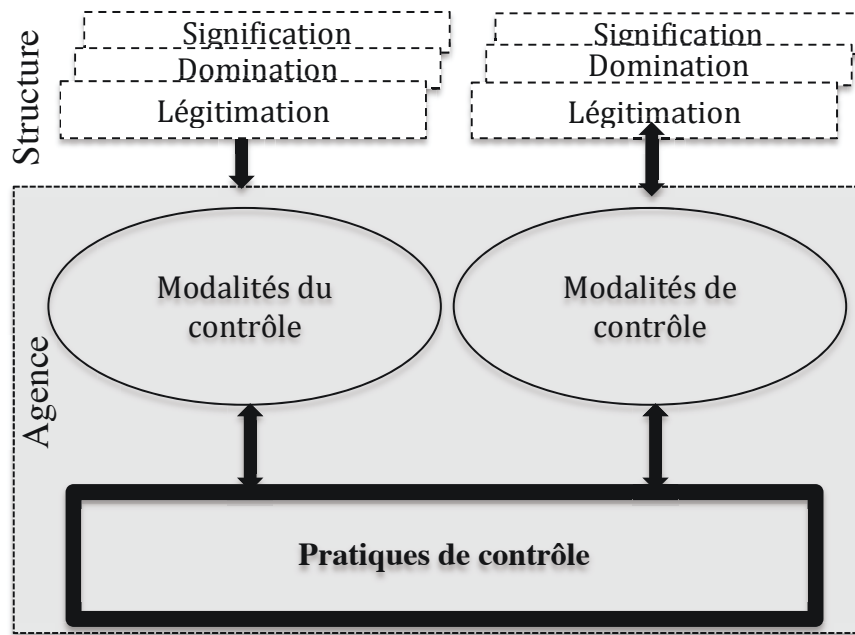 Structure
Signification
Domination
Légitimation
Signification
Domination
Légitimation
Agence
Modalités du
contrôle
Modalités de
contrôle
Pratiques de contrôle